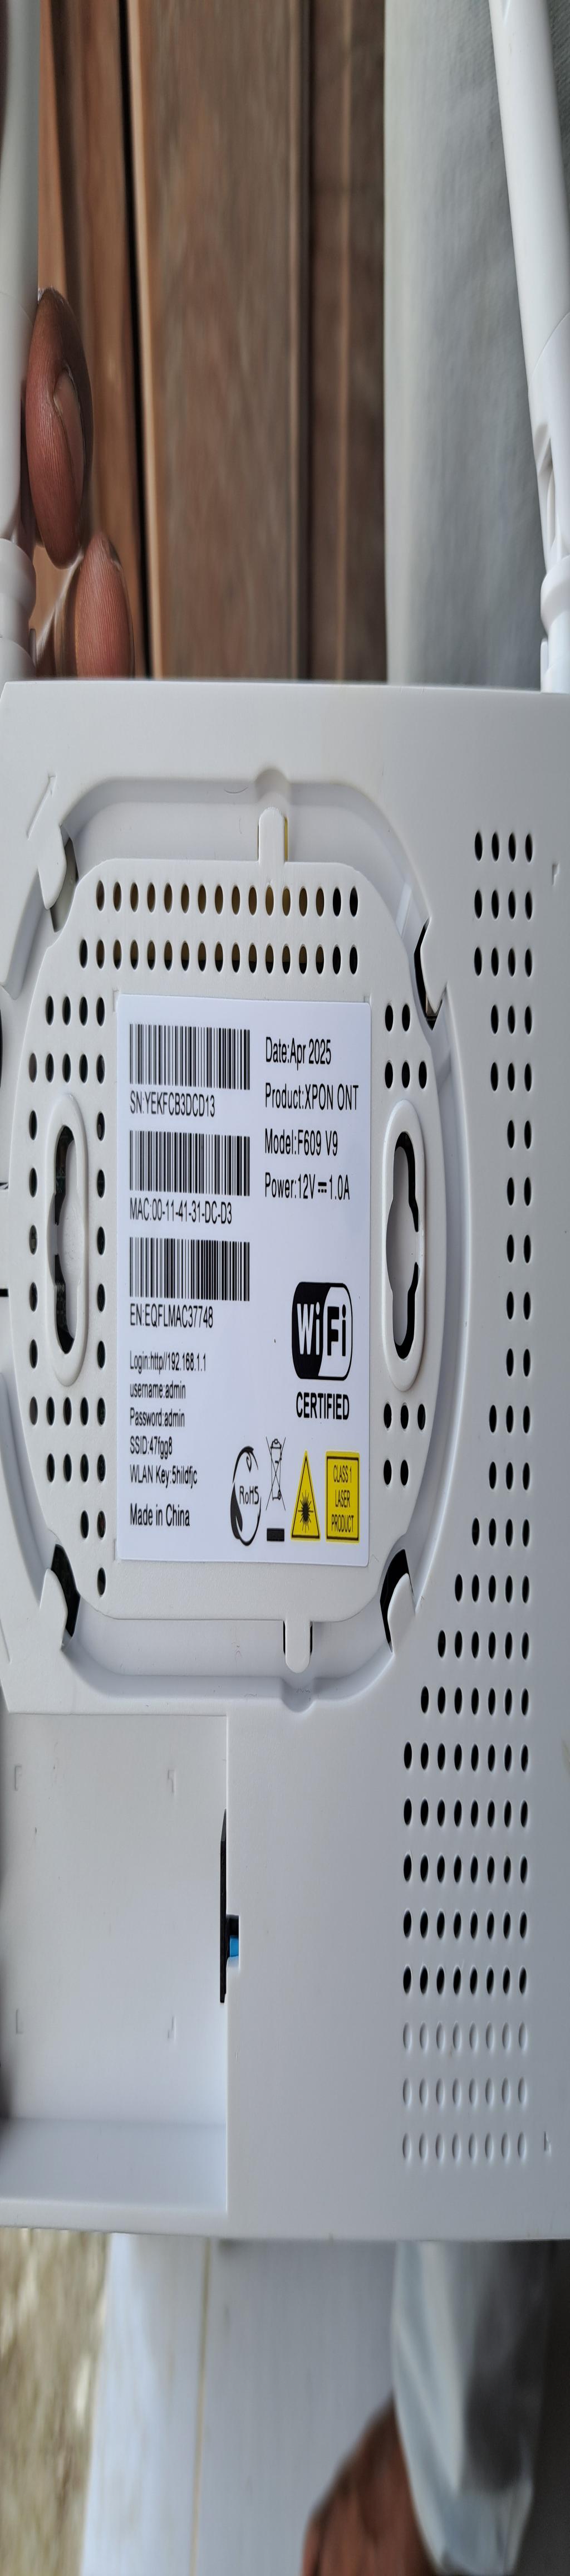 Date:Apr 2025
Product:XPON ONT
Model:F609 V9
Power:12V⎓1.0A
SN:YEKFCB3DCD13
MAC:00-11-41-31-DC-D3
EN:EQFLMAC37748
Login:http//192.168.1.1
username:admin
Password:admin
SSID:47fgg8
WLAN Key:5hildfjc
Made in China
WiFi
CERTIFIED
RoHS
CLASS 1
LASER
PRODUCT